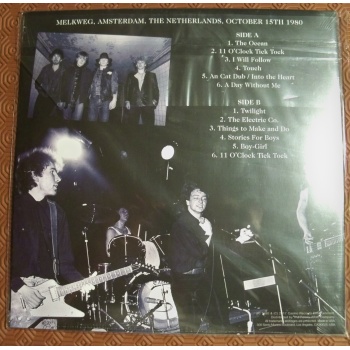 MELKWEG, AMSTERDAM, THE NETHERLANDS, OCTOBER 15TH 1980
SIDE A
1. The Ocean
2. 11 O'Clock Tick Tock
3. I Will Follow
4. Touch
5. An Cat Dub / Into the Heart
6. A Day Without Me
SIDE B
1. Twilight
2. The Electric Co.
3. Things to Make and Do
4. Stories For Boys
5. Boy-Girl
6. 11 O'Clock Tick Tock